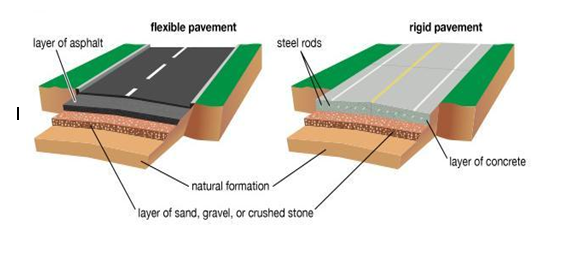 flexible pavement
rigid pavement
layer of asphalt
steel rods
layer of concrete
natural formation
layer of sand, gravel, or crushed stone